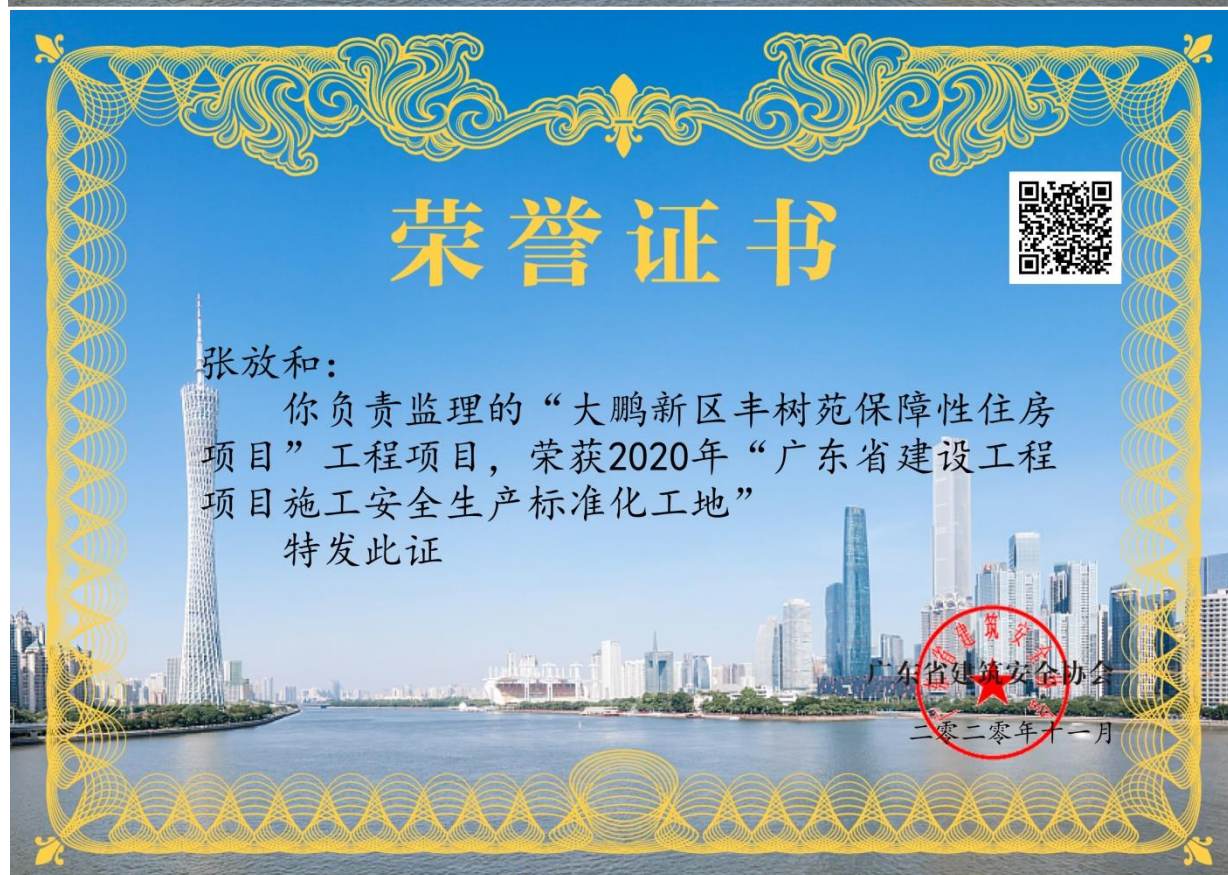 荣誉证书
张放和：
你负责监理的“大鹏新区丰树苑保障性住房
项目”工程项目，荣获2020年“广东省建设工程
项目施工安全生产标准化工地”
特发此证
广东省建筑安全协会
二零二零年十一月